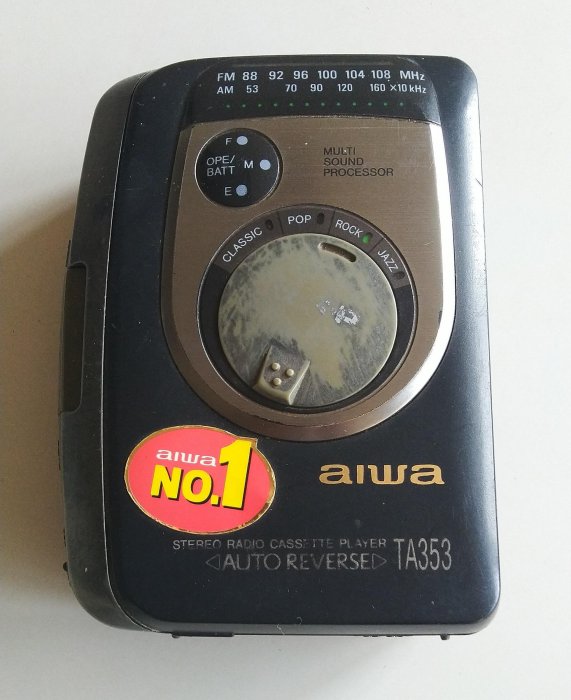 FM 88 92 96 100 104 108 MHz
AM 53 70 90 120 160 ×10 kHz
F
OPE/
BATT M
E
MULTI
SOUND
PROCESSOR
CLASSIC POP ROCK JAZZ
aiwa
NO.1
aiwa
STEREO RADIO CASSETTE PLAYER
◁AUTO REVERSE▷ TA353